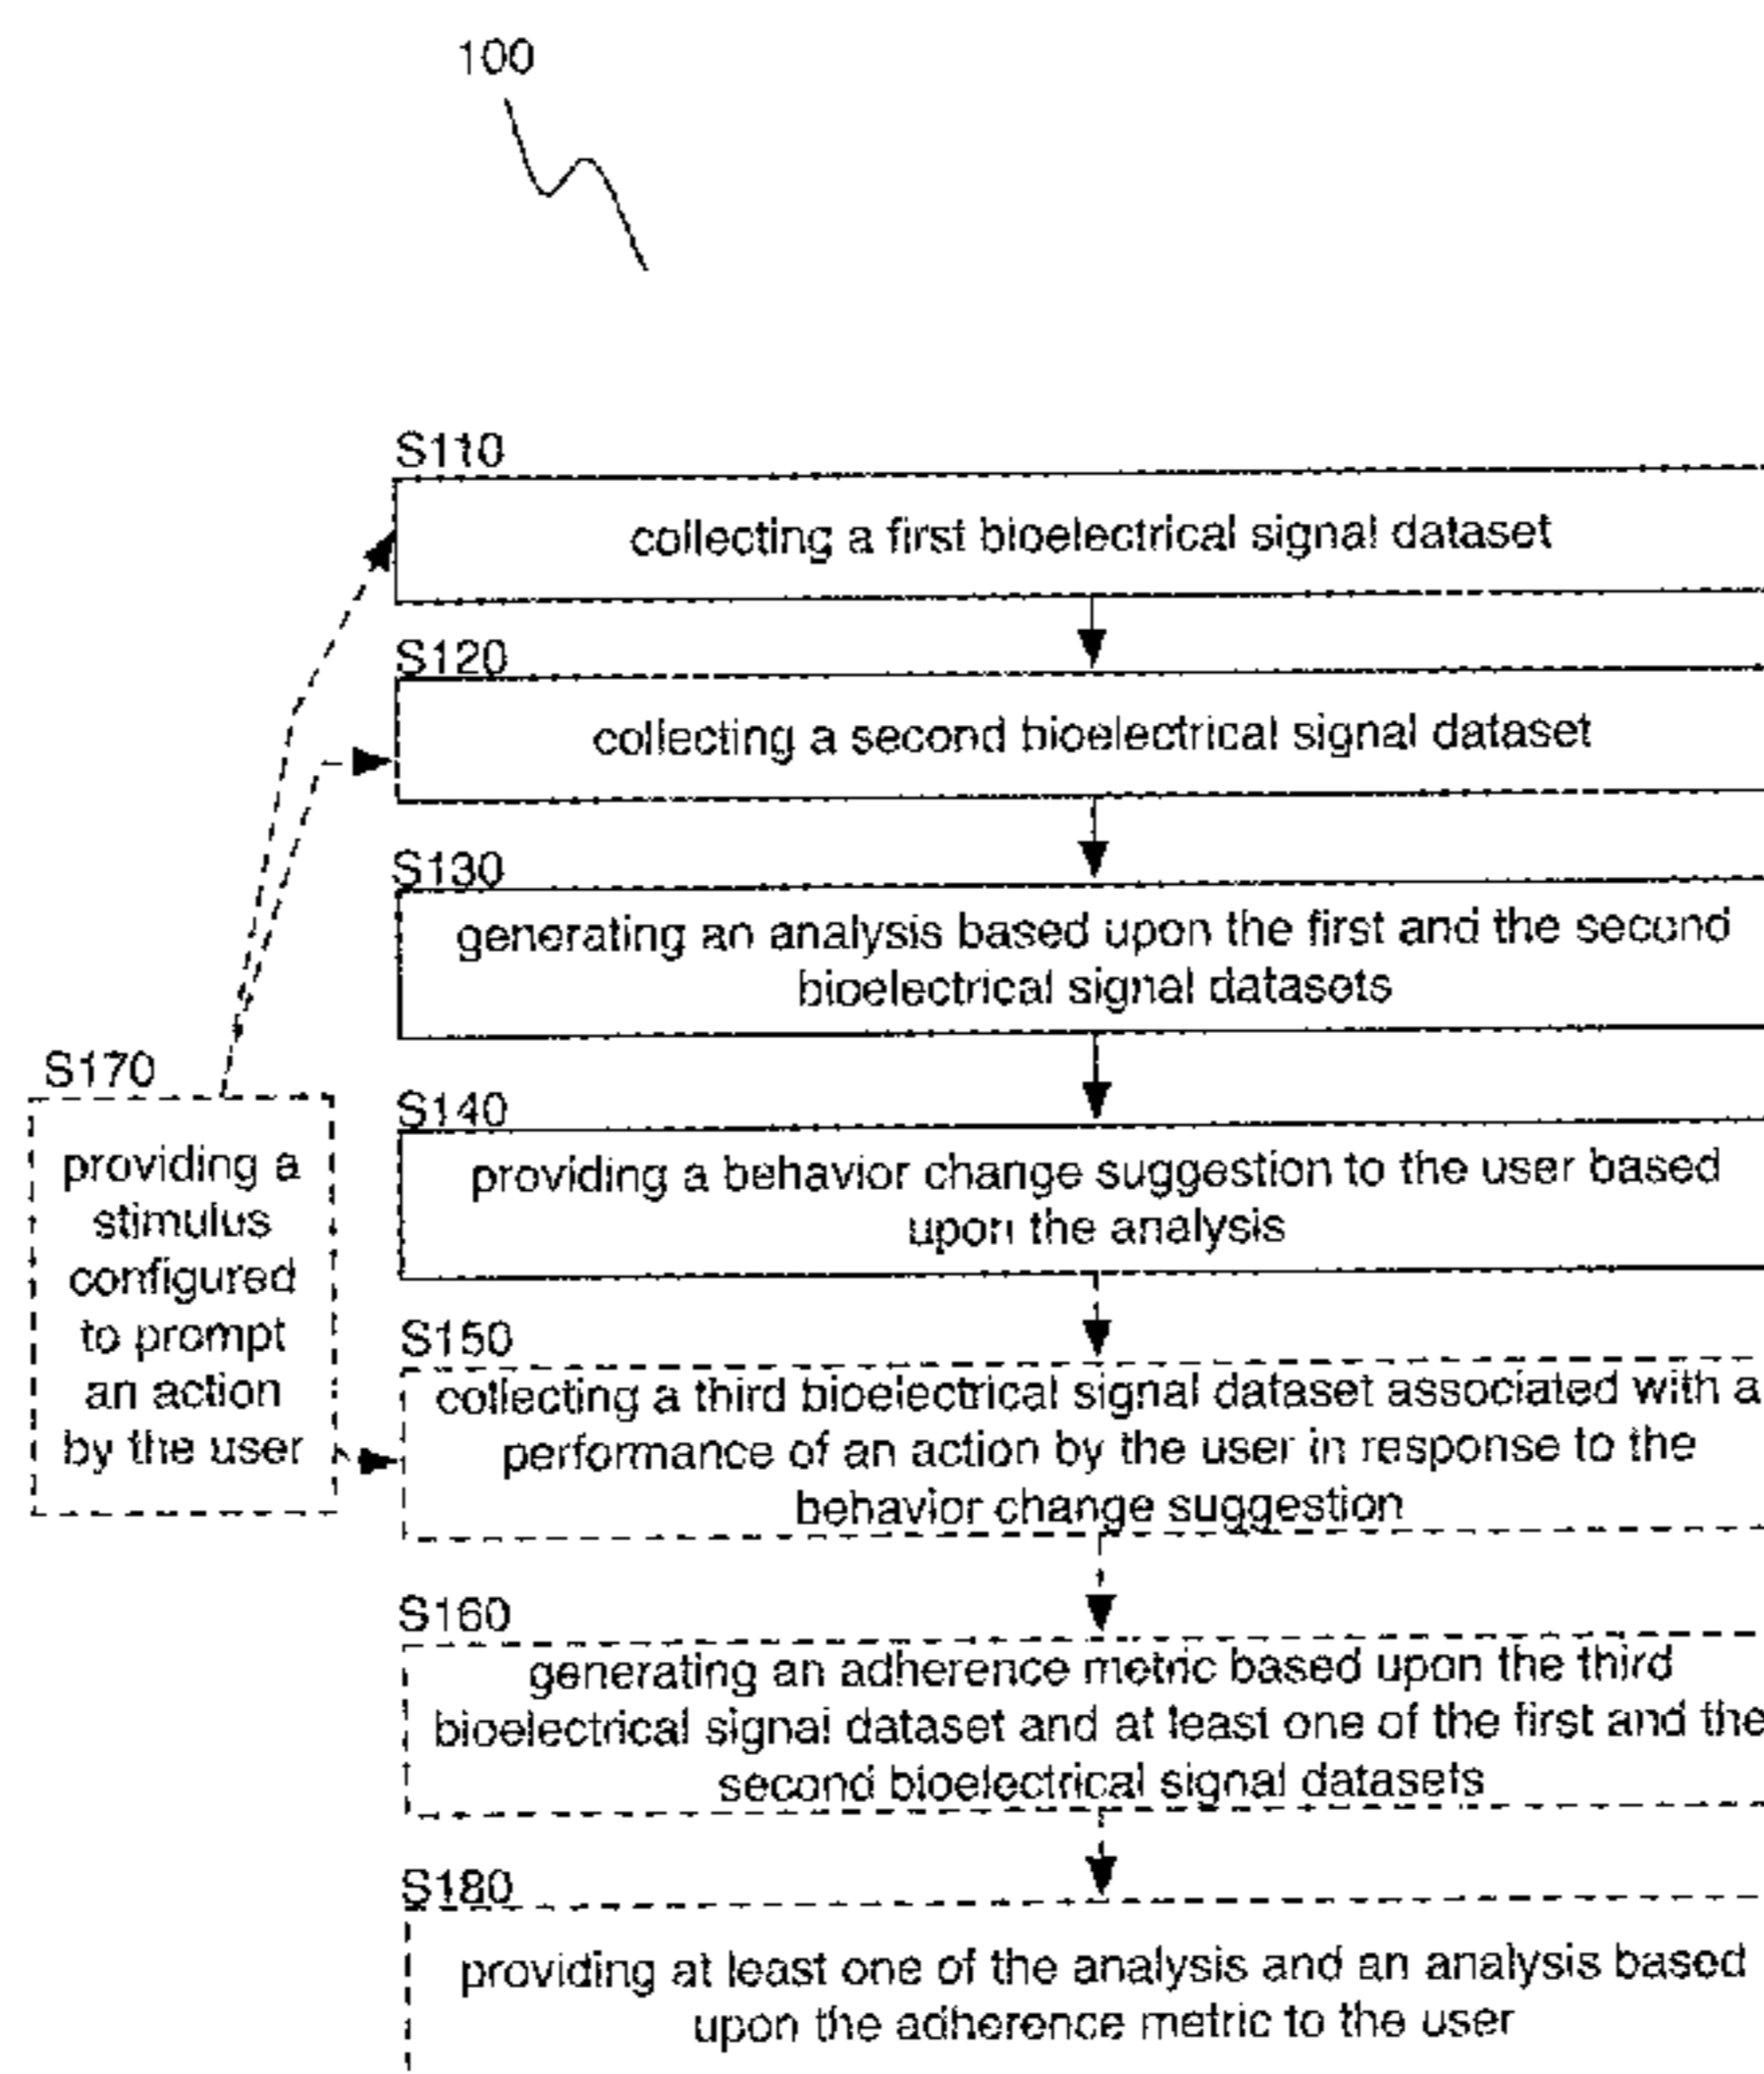 100
S110
collecting a first bioelectrical signal dataset
S120
collecting a second bioelectrical signal dataset
S130
generating an analysis based upon the first and the second
bioelectrical signal datasets
S140
providing a behavior change suggestion to the user based
upon the analysis
S150
collecting a third bioelectrical signal dataset associated with a
performance of an action by the user in response to the
behavior change suggestion
S160
generating an adherence metric based upon the third
bioelectrical signal dataset and at least one of the first and the
second bioelectrical signal datasets
S170
providing a
stimulus
configured
to prompt
an action
by the user
S180
providing at least one of the analysis and an analysis based
upon the adherence metric to the user